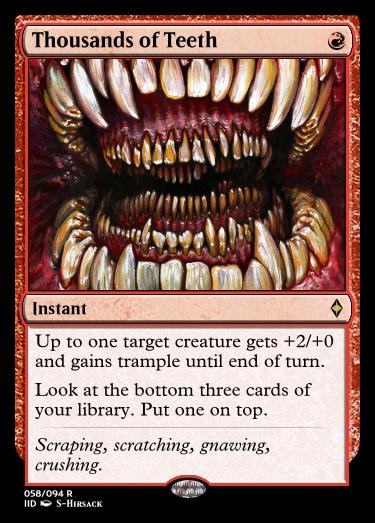 Thousands of Teeth
Instant
Up to one target creature gets +2/+0
and gains trample until end of turn.
Look at the bottom three cards of
your library. Put one on top.
Scraping, scratching, gnawing,
crushing.
058/094 R
IID S-Hirsack